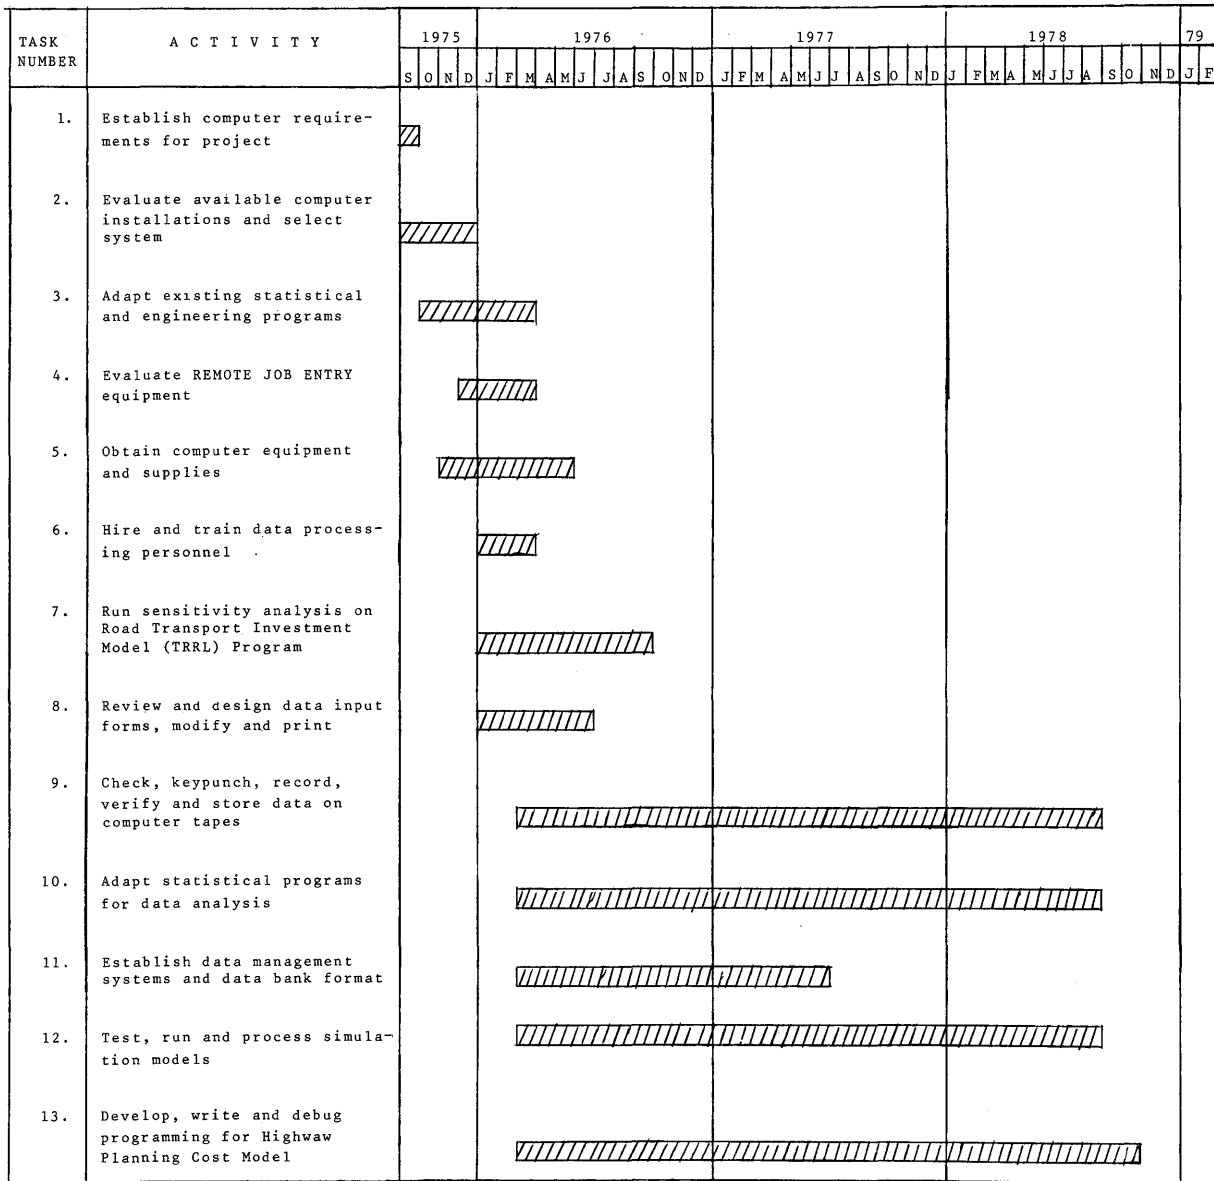 1975 1976 1977 1978 79
TASK NUMBER
A C T I V I T Y
S O N D J F M A M J J A S O N D J F M A M J J A S O N D J F M A M J J A S O N D J F
1. Establish computer require-
ments for project
2. Evaluate available computer
installations and select
system
3. Adapt existing statistical
and engineering programs
4. Evaluate REMOTE JOB ENTRY
equipment
5. Obtain computer equipment
and supplies
6. Hire and train data process-
ing personnel
7. Run sensitivity analysis on
Road Transport Investment
Model (TRRL) Program
8. Review and design data input
forms, modify and print
9. Check, keypunch, record,
verify and store data on
computer tapes
10. Adapt statistical programs
for data analysis
11. Establish data management
systems and data bank format
12. Test, run and process simula-
tion models
13. Develop, write and debug
programming for Highwaw
Planning Cost Model